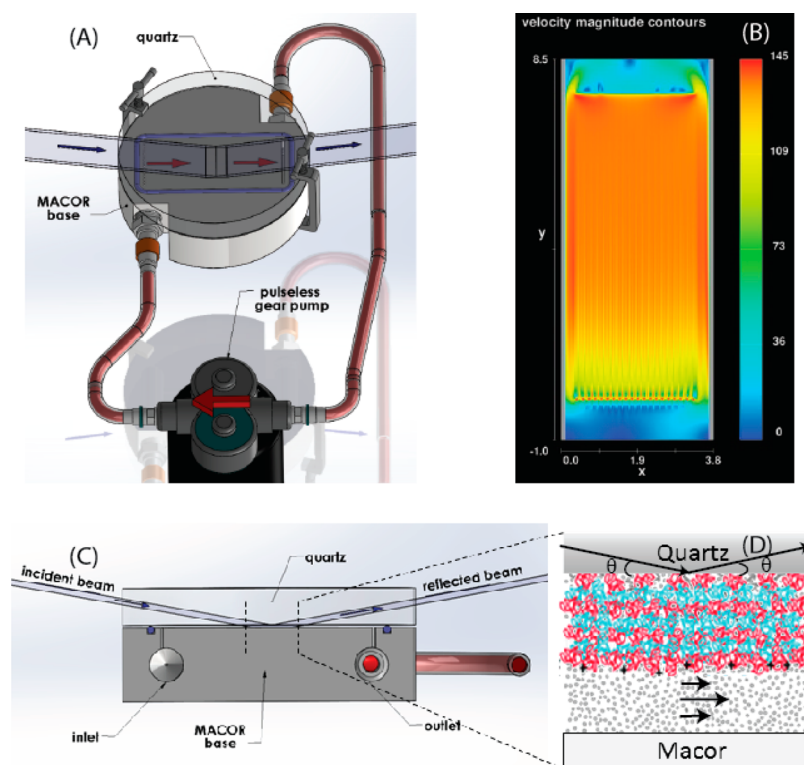 (A)
quartz
MACOR
base
pulseless
gear pump
velocity magnitude contours
(B)
8.5
y
-1.0
0.0
1.9
3.8
x
145
109
73
36
0
(C)
incident beam
quartz
reflected beam
inlet
MACOR
base
outlet
Quartz
(D)
θ
θ
Macor